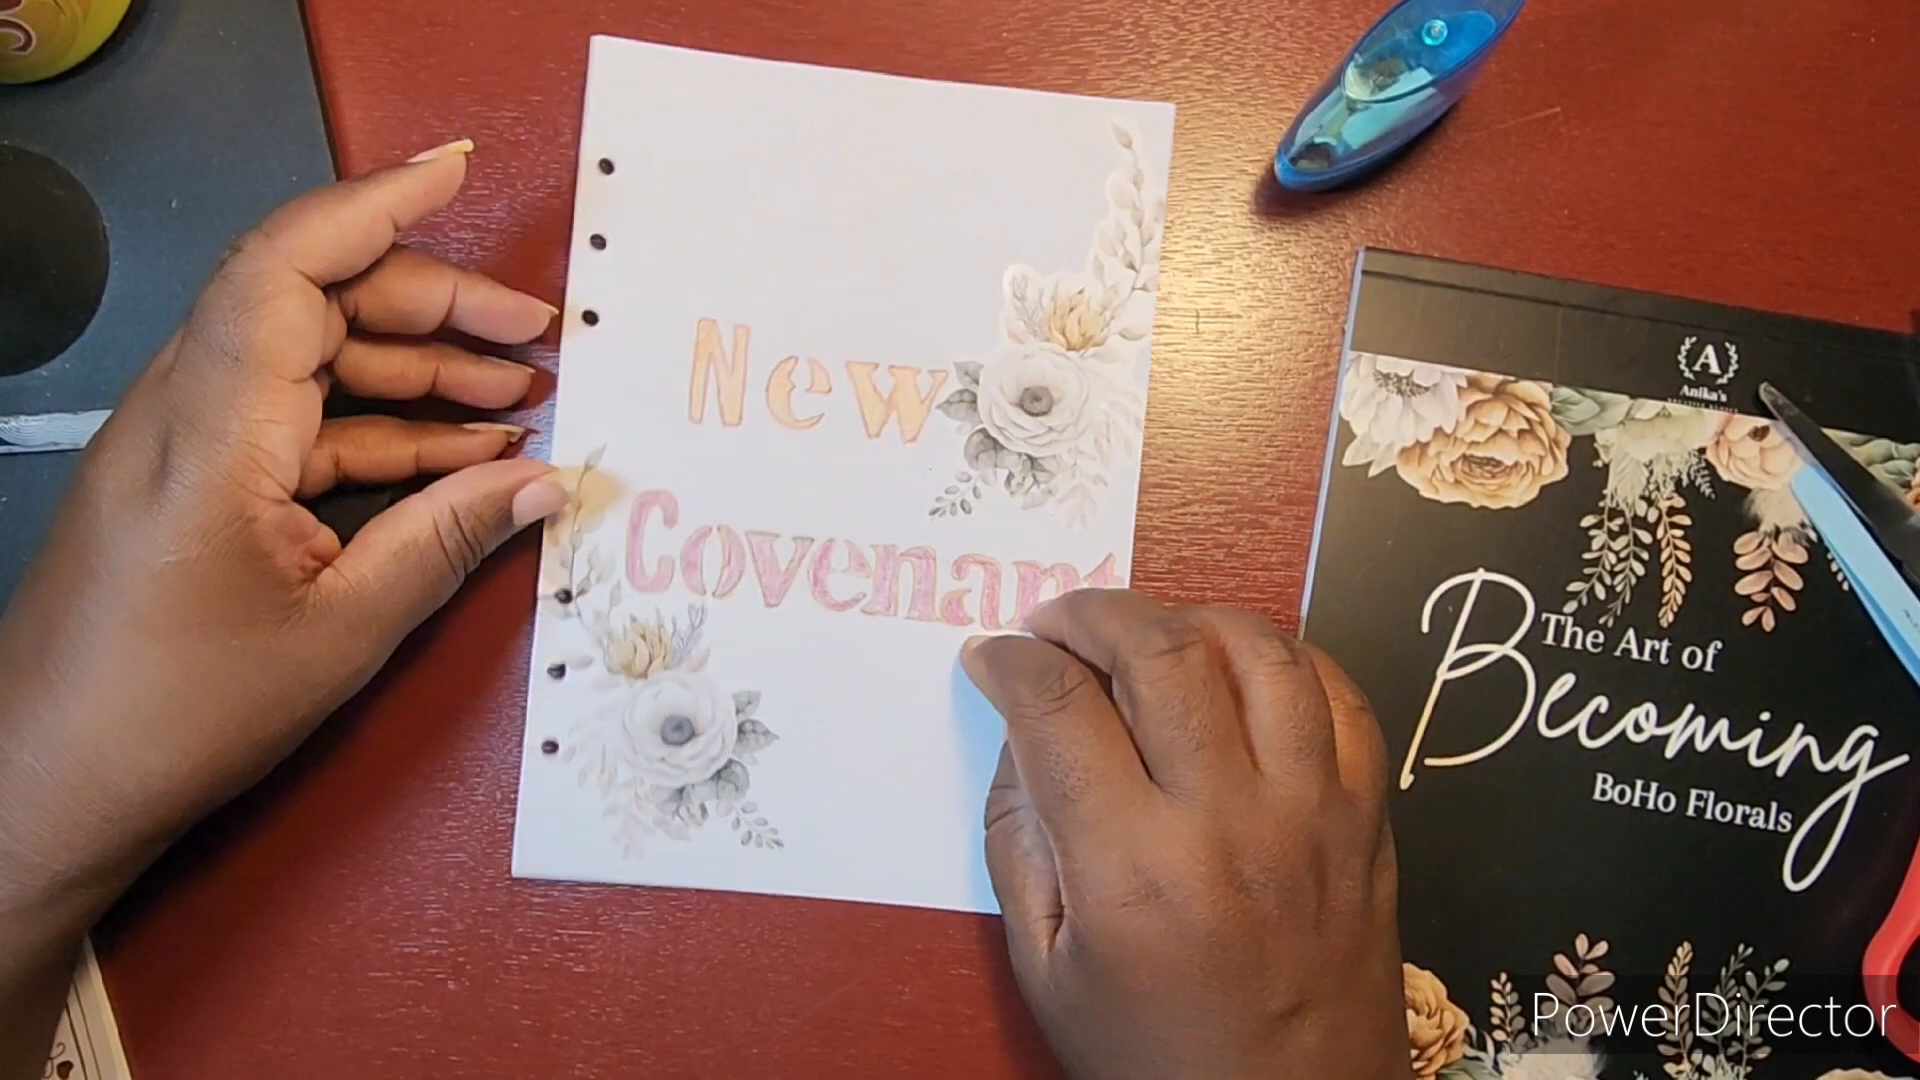 New
Covenant
A
Anika's
The Art of
Becoming
BoHo Florals
PowerDirector